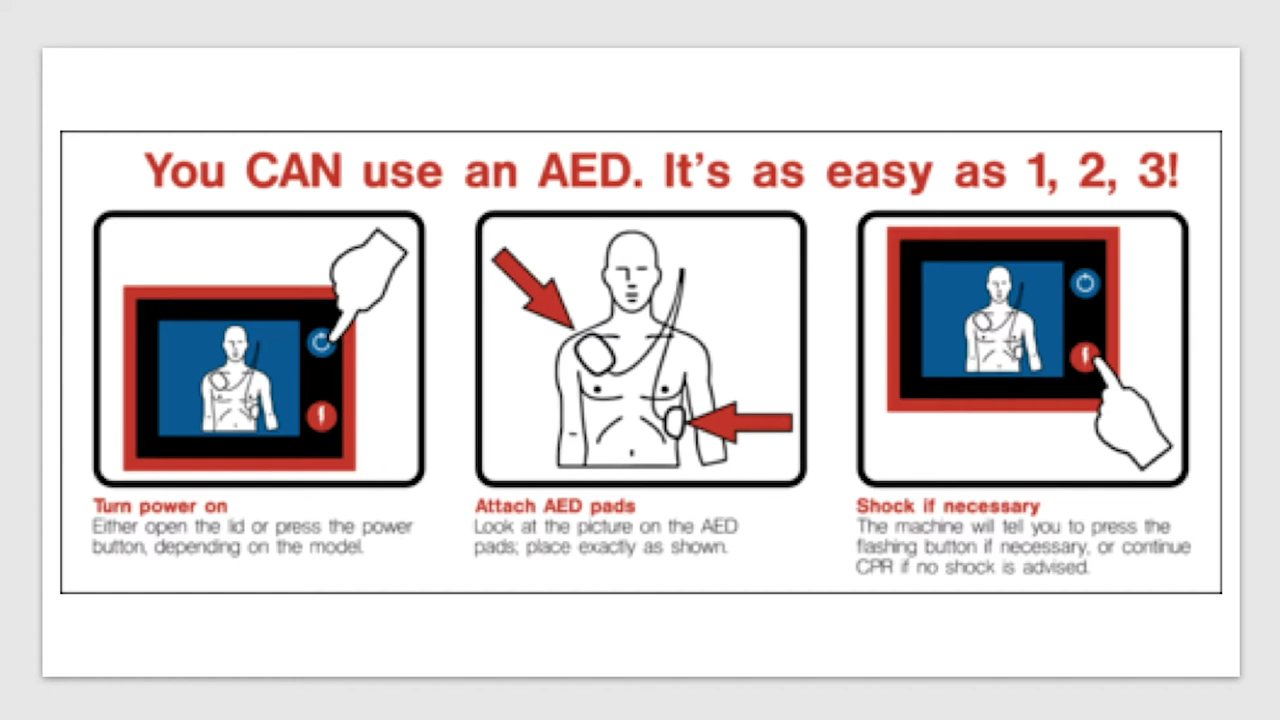 You CAN use an AED. It's as easy as 1, 2, 3!
Turn power on
Either open the lid or press the power
button, depending on the model.
Attach AED pads
Look at the picture on the AED
pads; place exactly as shown.
Shock if necessary
The machine will tell you to press the
flashing button if necessary, or continue
CPR if no shock is advised.